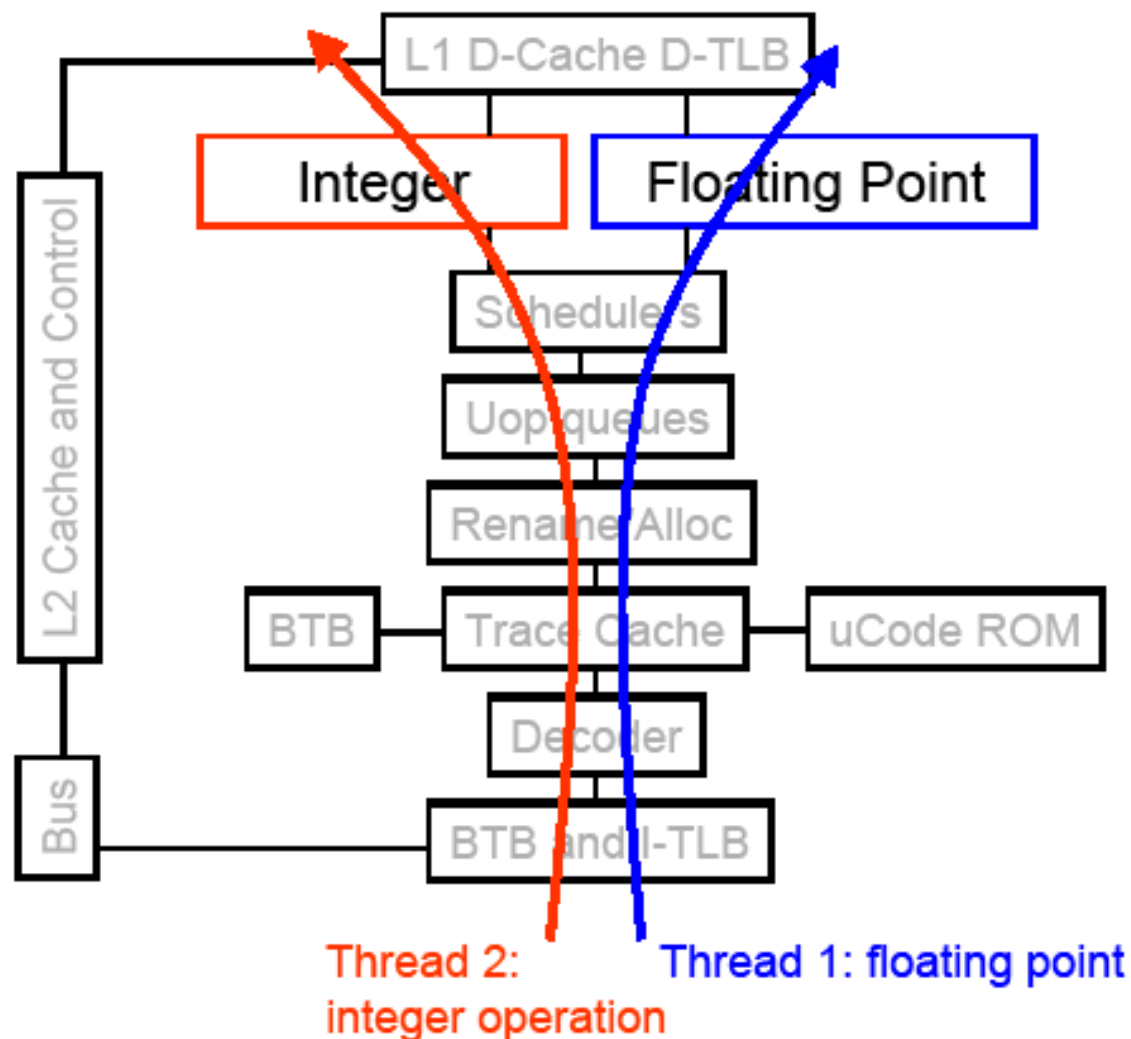 L1 D-Cache D-TLB
Integer
Floating Point
L2 Cache and Control
Schedulers
Uop queues
Rename/Alloc
BTB
Trace Cache
uCode ROM
Decoder
Bus
BTB and I-TLB
Thread 2:
integer operation
Thread 1: floating point